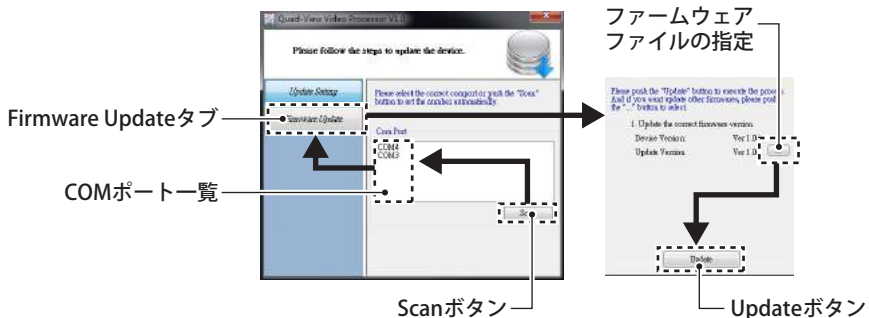 Quad-View Video Processor V1.0
Please follow the steps to update the device.
Update Setting
Firmware Update
Please select the correct comport or push the "Scan"
button to set the number automatically.
Com Port
COM4
COM3
ファームウェア
ファイルの指定
Please push the "Update" button to execute the
And if you want update other firmwares, please push
the "..." button to select.
1. Update the correct firmware version.
Device Version:
Ver 1.0
Update Version:
Ver 1.0
Update
Firmware Updateタブ
COMポート一覧
Scanボタン
Updateボタン